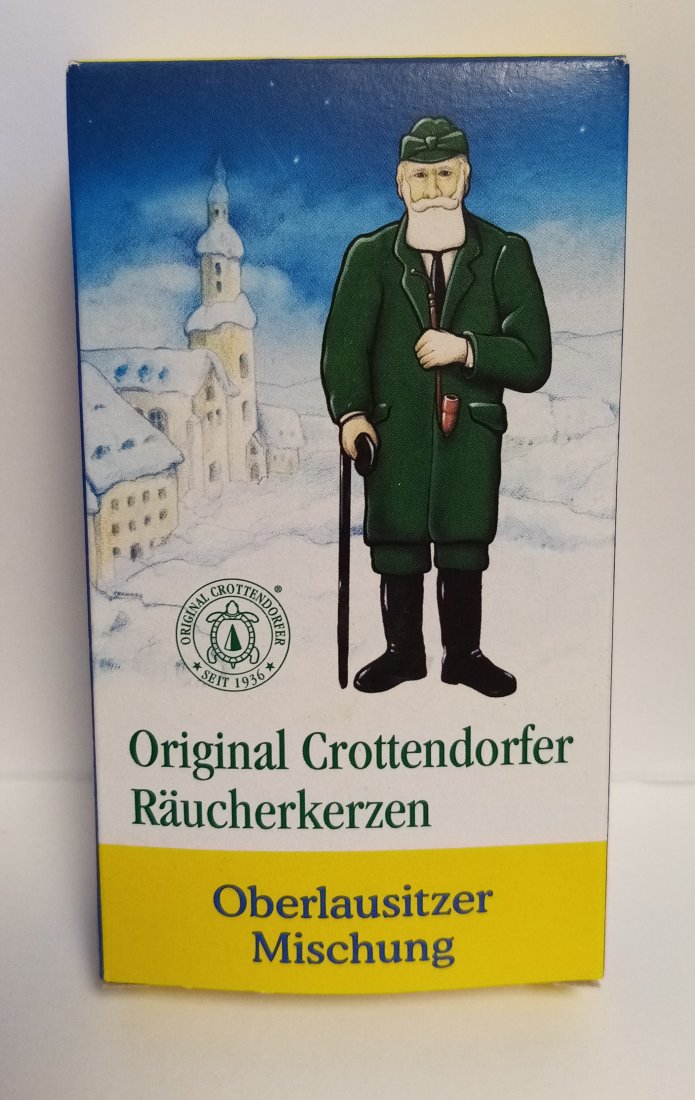 ORIGINAL CROTTENDORFER ®
★ SEIT 1936 ★
Original Crottendorfer
Räucherkerzen
Oberlausitzer
Mischung